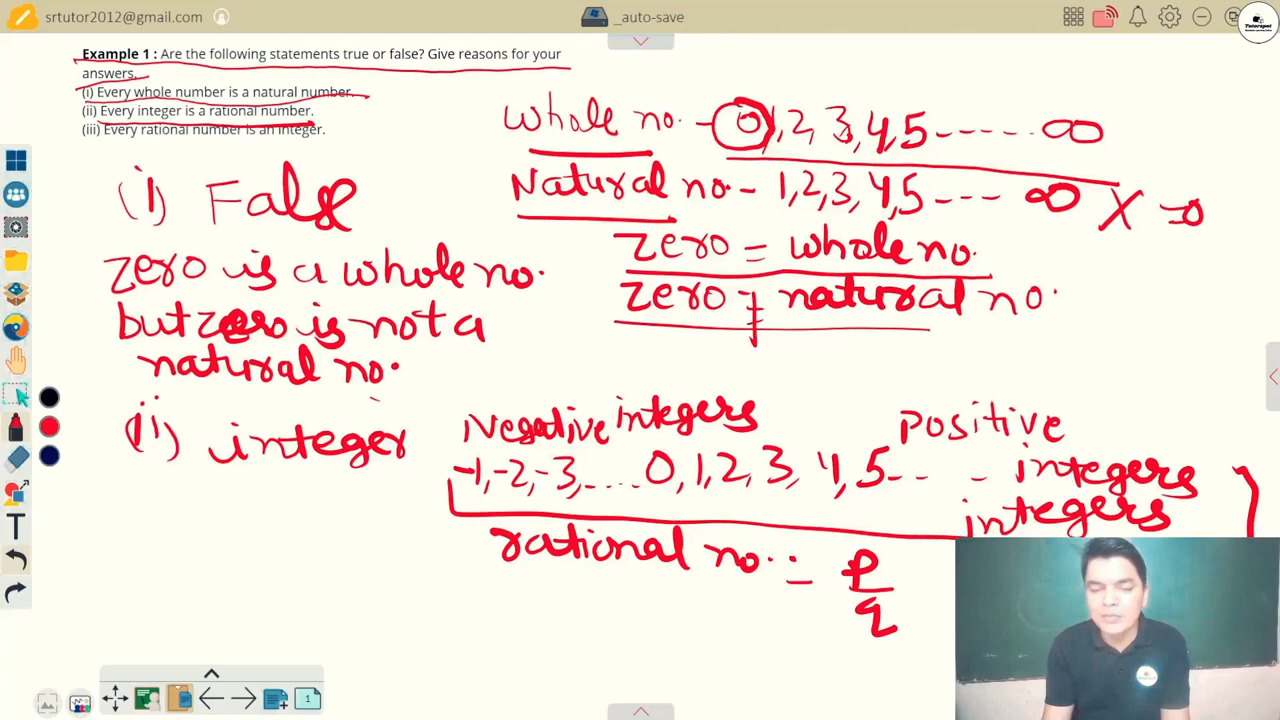 srtutor2012@gmail.com
_auto-save
Tutorspot
Example 1 : Are the following statements true or false? Give reasons for your
answers.
(i) Every whole number is a natural number.
(ii) Every integer is a rational number.
(iii) Every rational number is an integer.
whole no. - 0,1,2,3,4,5 ------ ∞
Natural no. - 1,2,3,4,5 --- ∞ X → 0
zero = whole no.
zero ≠ natural no.
(i) False
zero is a whole no.
but zero is not a
natural no.
(ii) integer
Negative integers
Positive
integers
-1,-2,-3,.... 0,1,2,3,4,5 -- -
integers
rational no. = p/q
T
1